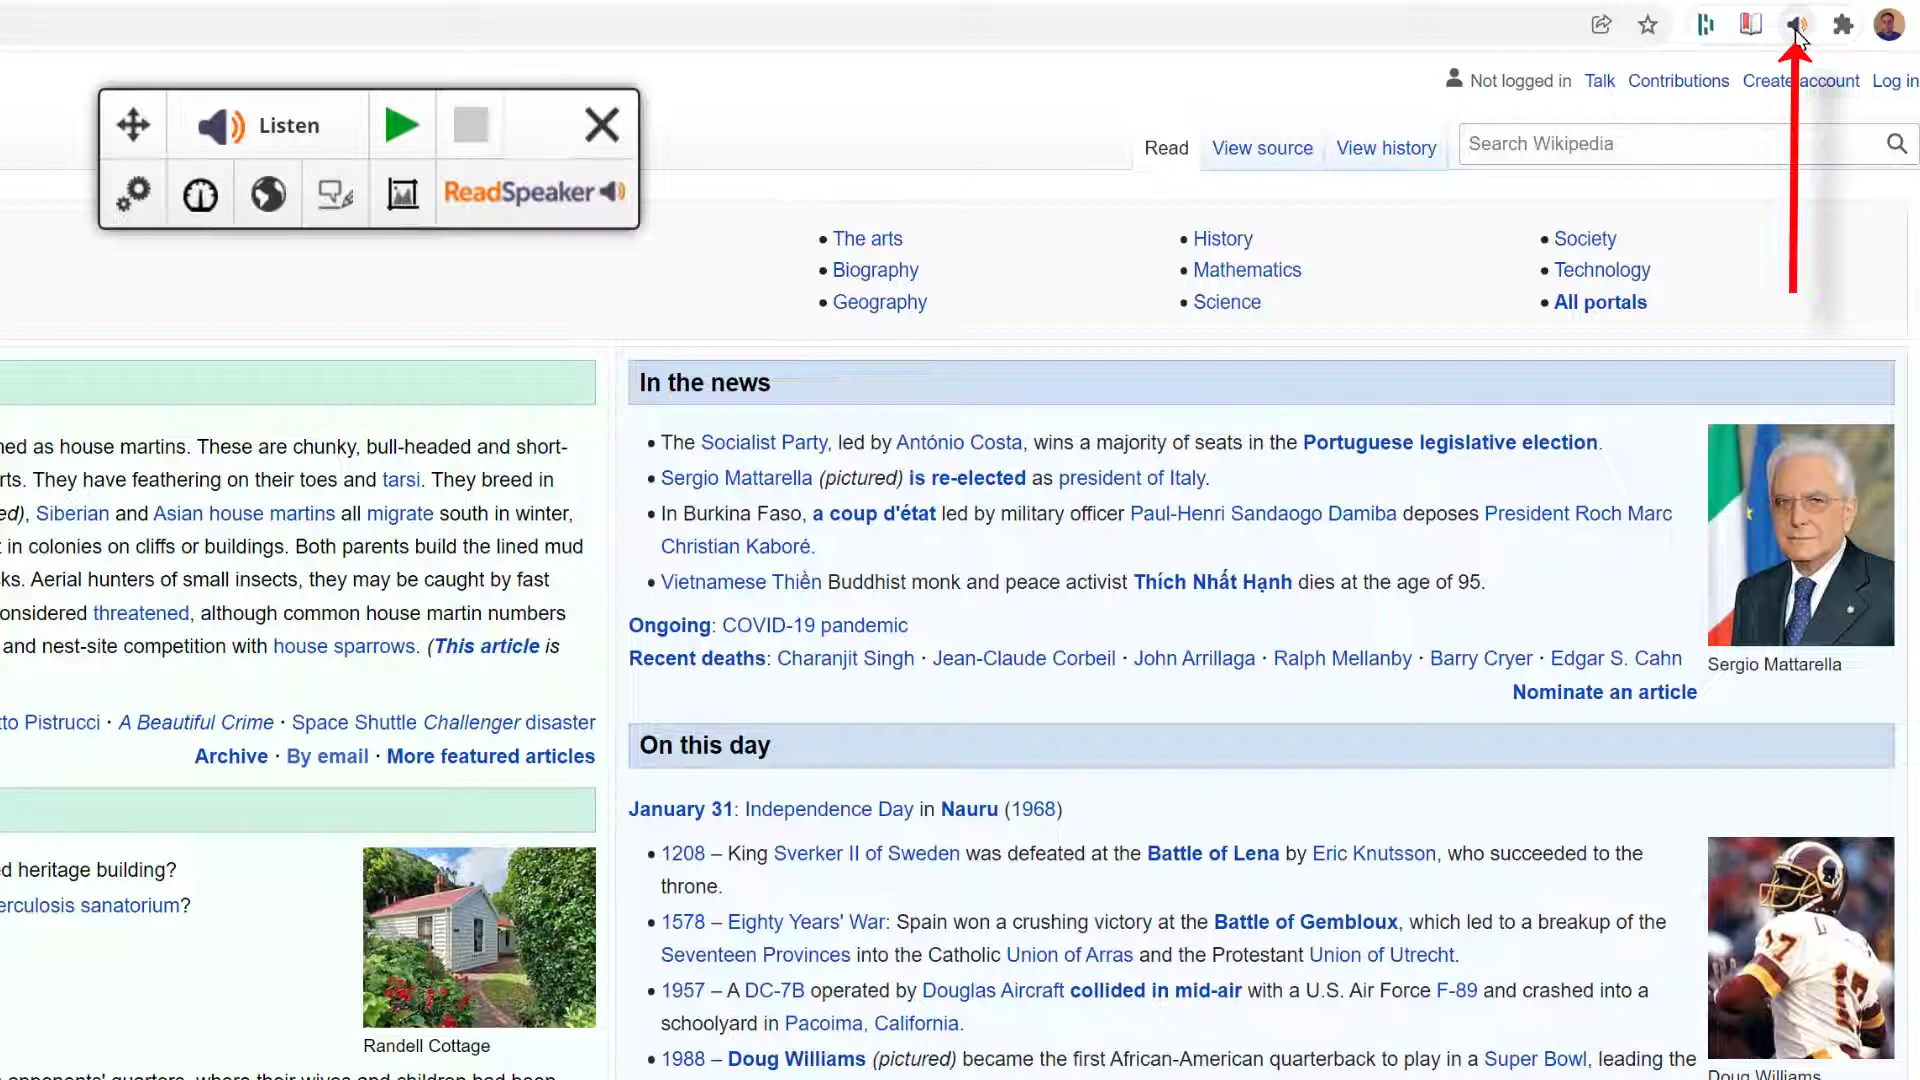 Not logged in Talk Contributions Create account Log in
Listen
ReadSpeaker
Read View source View history Search Wikipedia
The arts
Biography
Geography
History
Mathematics
Science
Society
Technology
All portals
ned as house martins. These are chunky, bull-headed and short-
rts. They have feathering on their toes and tarsi. They breed in
ed), Siberian and Asian house martins all migrate south in winter,
t in colonies on cliffs or buildings. Both parents build the lined mud
ks. Aerial hunters of small insects, they may be caught by fast
onsidered threatened, although common house martin numbers
and nest-site competition with house sparrows. (This article is
to Pistrucci · A Beautiful Crime · Space Shuttle Challenger disaster
Archive · By email · More featured articles
d heritage building?
erculosis sanatorium?
Randell Cottage
opponents' quarters, where their wives and children had been
In the news
The Socialist Party, led by António Costa, wins a majority of seats in the Portuguese legislative election.
Sergio Mattarella (pictured) is re-elected as president of Italy.
In Burkina Faso, a coup d'état led by military officer Paul-Henri Sandaogo Damiba deposes President Roch Marc
Christian Kaboré.
Vietnamese Thiền Buddhist monk and peace activist Thích Nhất Hạnh dies at the age of 95.
Ongoing: COVID-19 pandemic
Recent deaths: Charanjit Singh · Jean-Claude Corbeil · John Arrillaga · Ralph Mellanby · Barry Cryer · Edgar S. Cahn
Nominate an article
Sergio Mattarella
On this day
January 31: Independence Day in Nauru (1968)
1208 – King Sverker II of Sweden was defeated at the Battle of Lena by Eric Knutsson, who succeeded to the
throne.
1578 – Eighty Years' War: Spain won a crushing victory at the Battle of Gembloux, which led to a breakup of the
Seventeen Provinces into the Catholic Union of Arras and the Protestant Union of Utrecht.
1957 – A DC-7B operated by Douglas Aircraft collided in mid-air with a U.S. Air Force F-89 and crashed into a
schoolyard in Pacoima, California.
1988 – Doug Williams (pictured) became the first African-American quarterback to play in a Super Bowl, leading the
17
Doug Williams